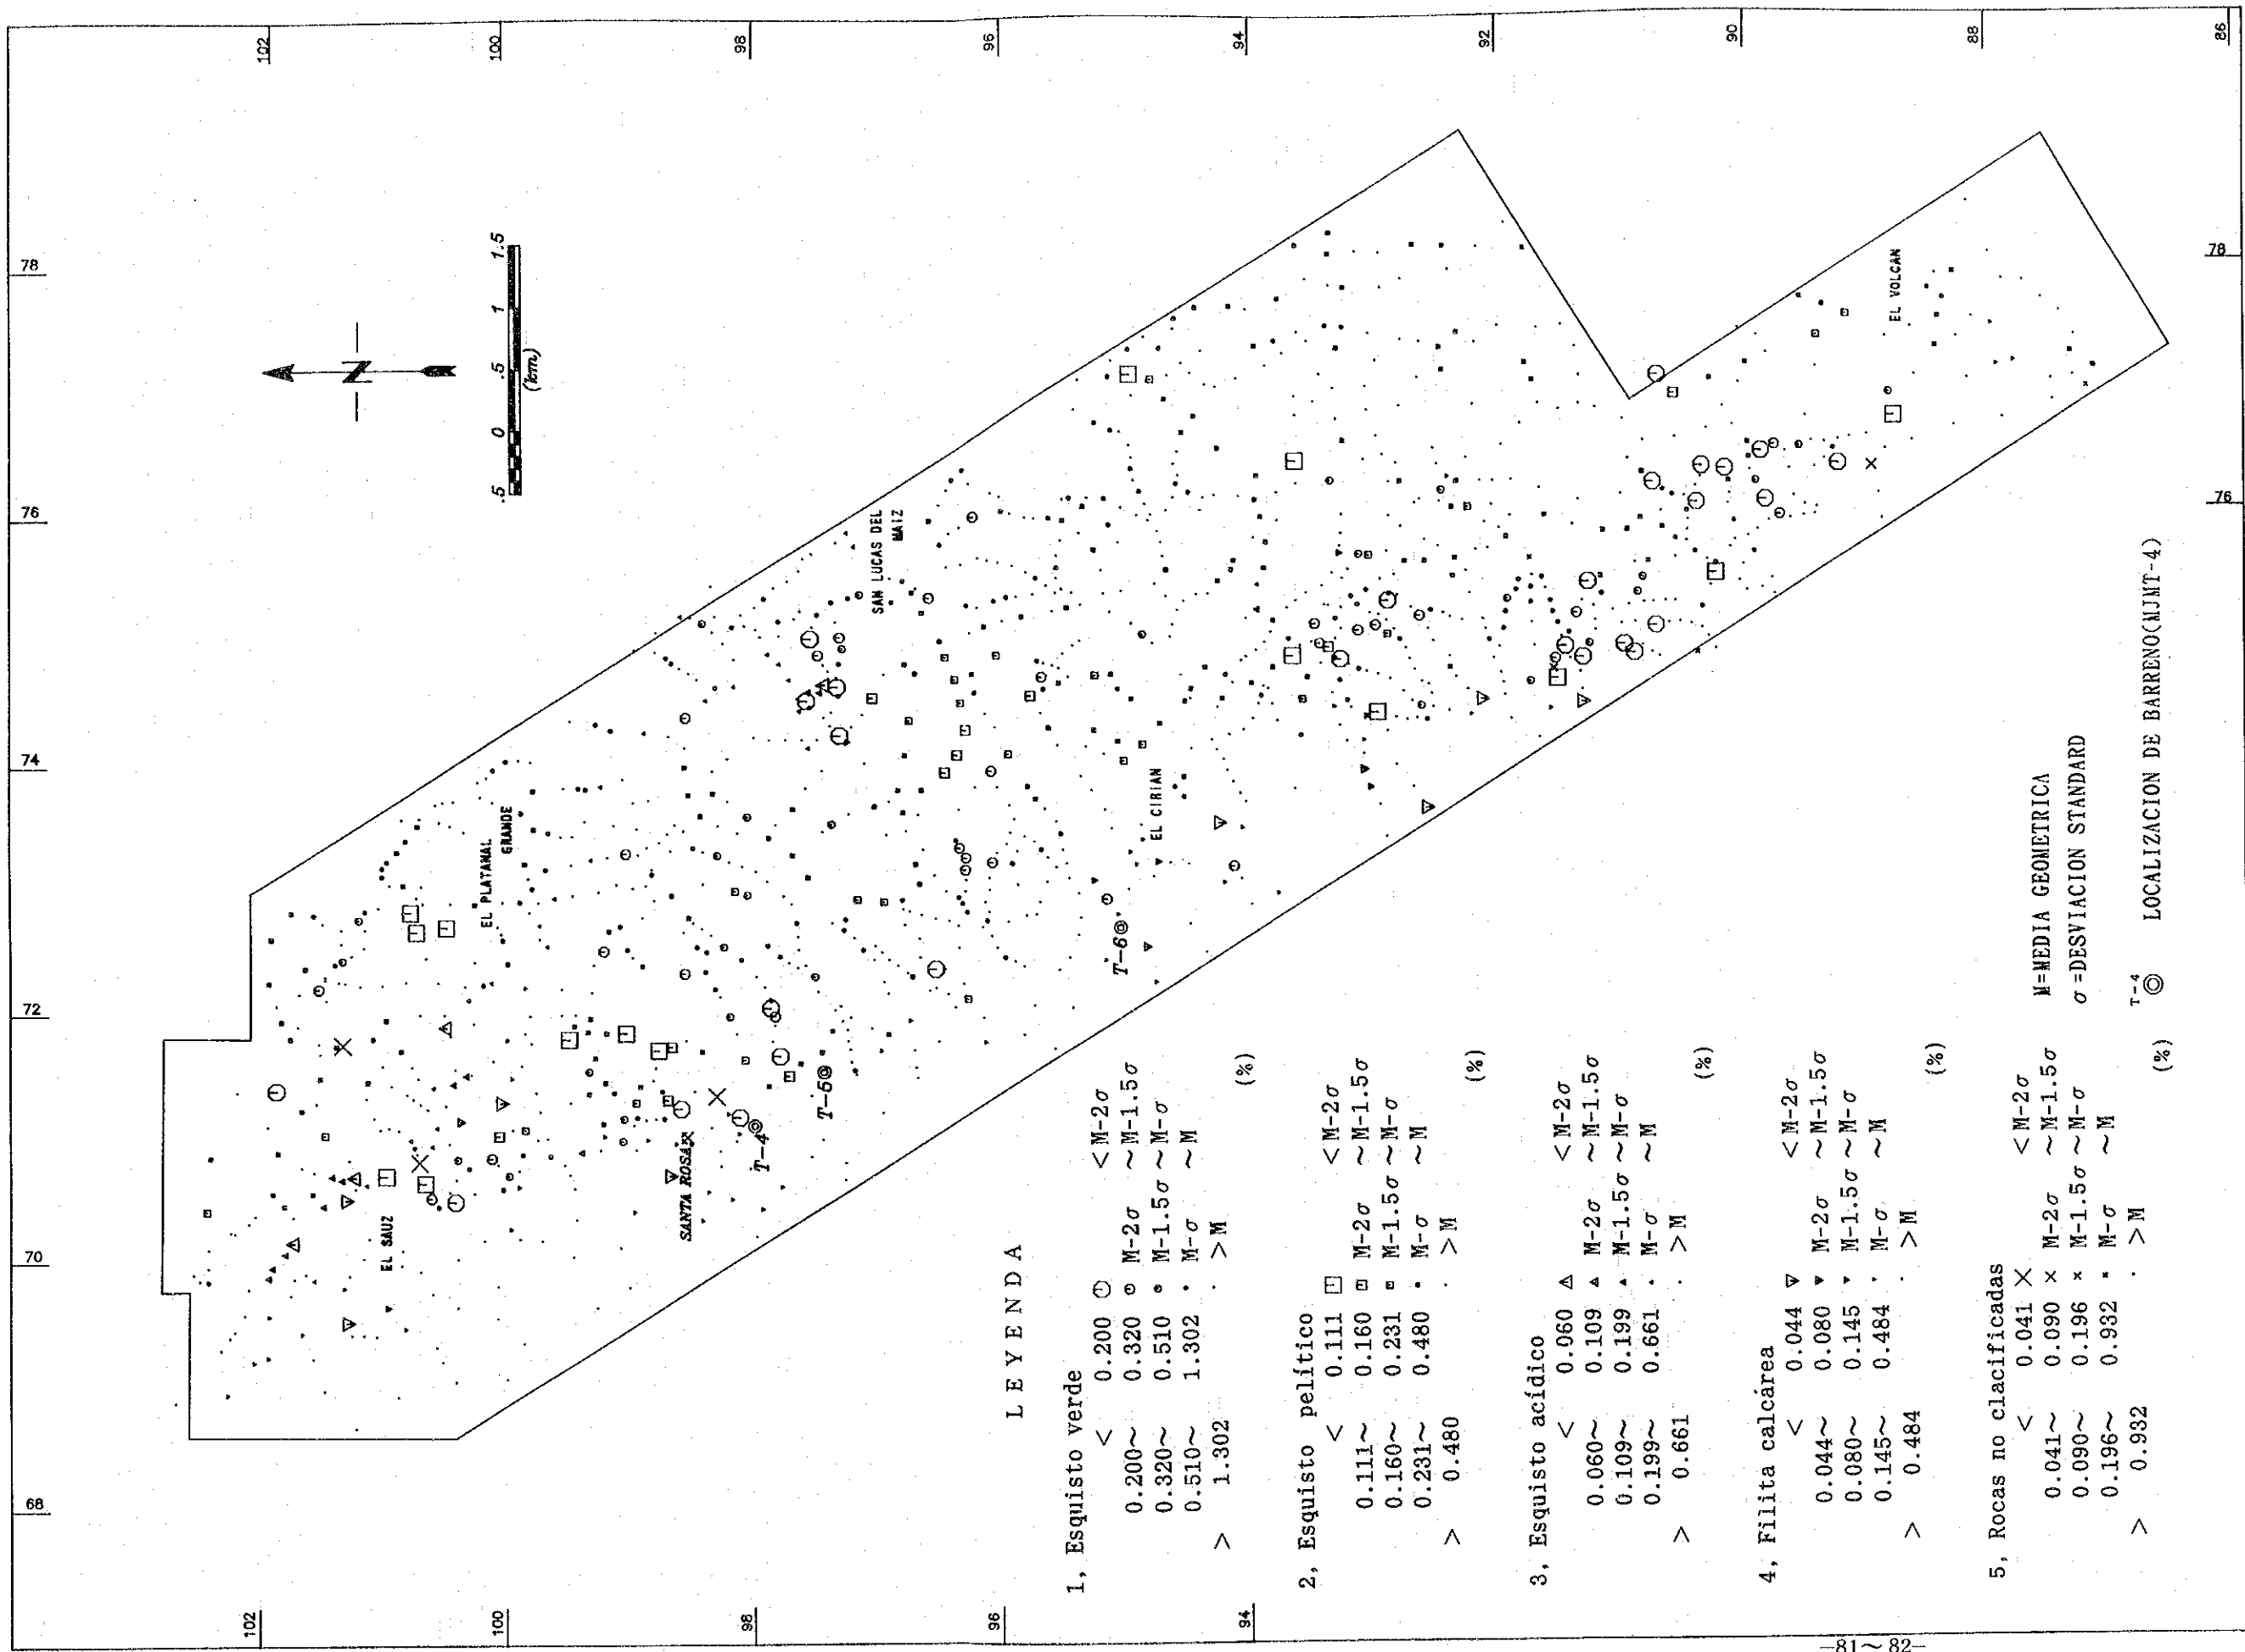 102
100
98
96
94
92
90
88
86
78
76
74
72
70
68
78
76
102
100
98
96
94
N
.5 0 .5 1 1.5
(km)
EL SAUZ
EL PLATANAL
GRANDE
SANTA ROSA
SAN LUCAS DEL
MAIZ
EL CIRIAN
EL VOLCAN
T-4
T-5
T-6
LEYENDA
1, Esquisto verde
< 0.200 <M-2σ
0.200~ 0.320 M-2σ ~M-1.5σ
0.320~ 0.510 M-1.5σ ~M-σ
0.510~ 1.302 M-σ ~M
> 1.302 >M
(%)
2, Esquisto pelítico
< 0.111 <M-2σ
0.111~ 0.160 M-2σ ~M-1.5σ
0.160~ 0.231 M-1.5σ ~M-σ
0.231~ 0.480 M-σ ~M
> 0.480 >M
(%)
3, Esquisto acídico
< 0.060 <M-2σ
0.060~ 0.109 M-2σ ~M-1.5σ
0.109~ 0.199 M-1.5σ ~M-σ
0.199~ 0.661 M-σ ~M
> 0.661 >M
(%)
4, Filita calcárea
< 0.044 <M-2σ
0.044~ 0.080 M-2σ ~M-1.5σ
0.080~ 0.145 M-1.5σ ~M-σ
0.145~ 0.484 M-σ ~M
> 0.484 >M
(%)
5, Rocas no clacificadas
< 0.041 <M-2σ
0.041~ 0.090 M-2σ ~M-1.5σ
0.090~ 0.196 M-1.5σ ~M-σ
0.196~ 0.932 M-σ ~M
> 0.932 >M
(%)
M=MEDIA GEOMETRICA
σ=DESVIACION STANDARD
T-4 LOCALIZACION DE BARRENO(MJMT-4)
-81~82-